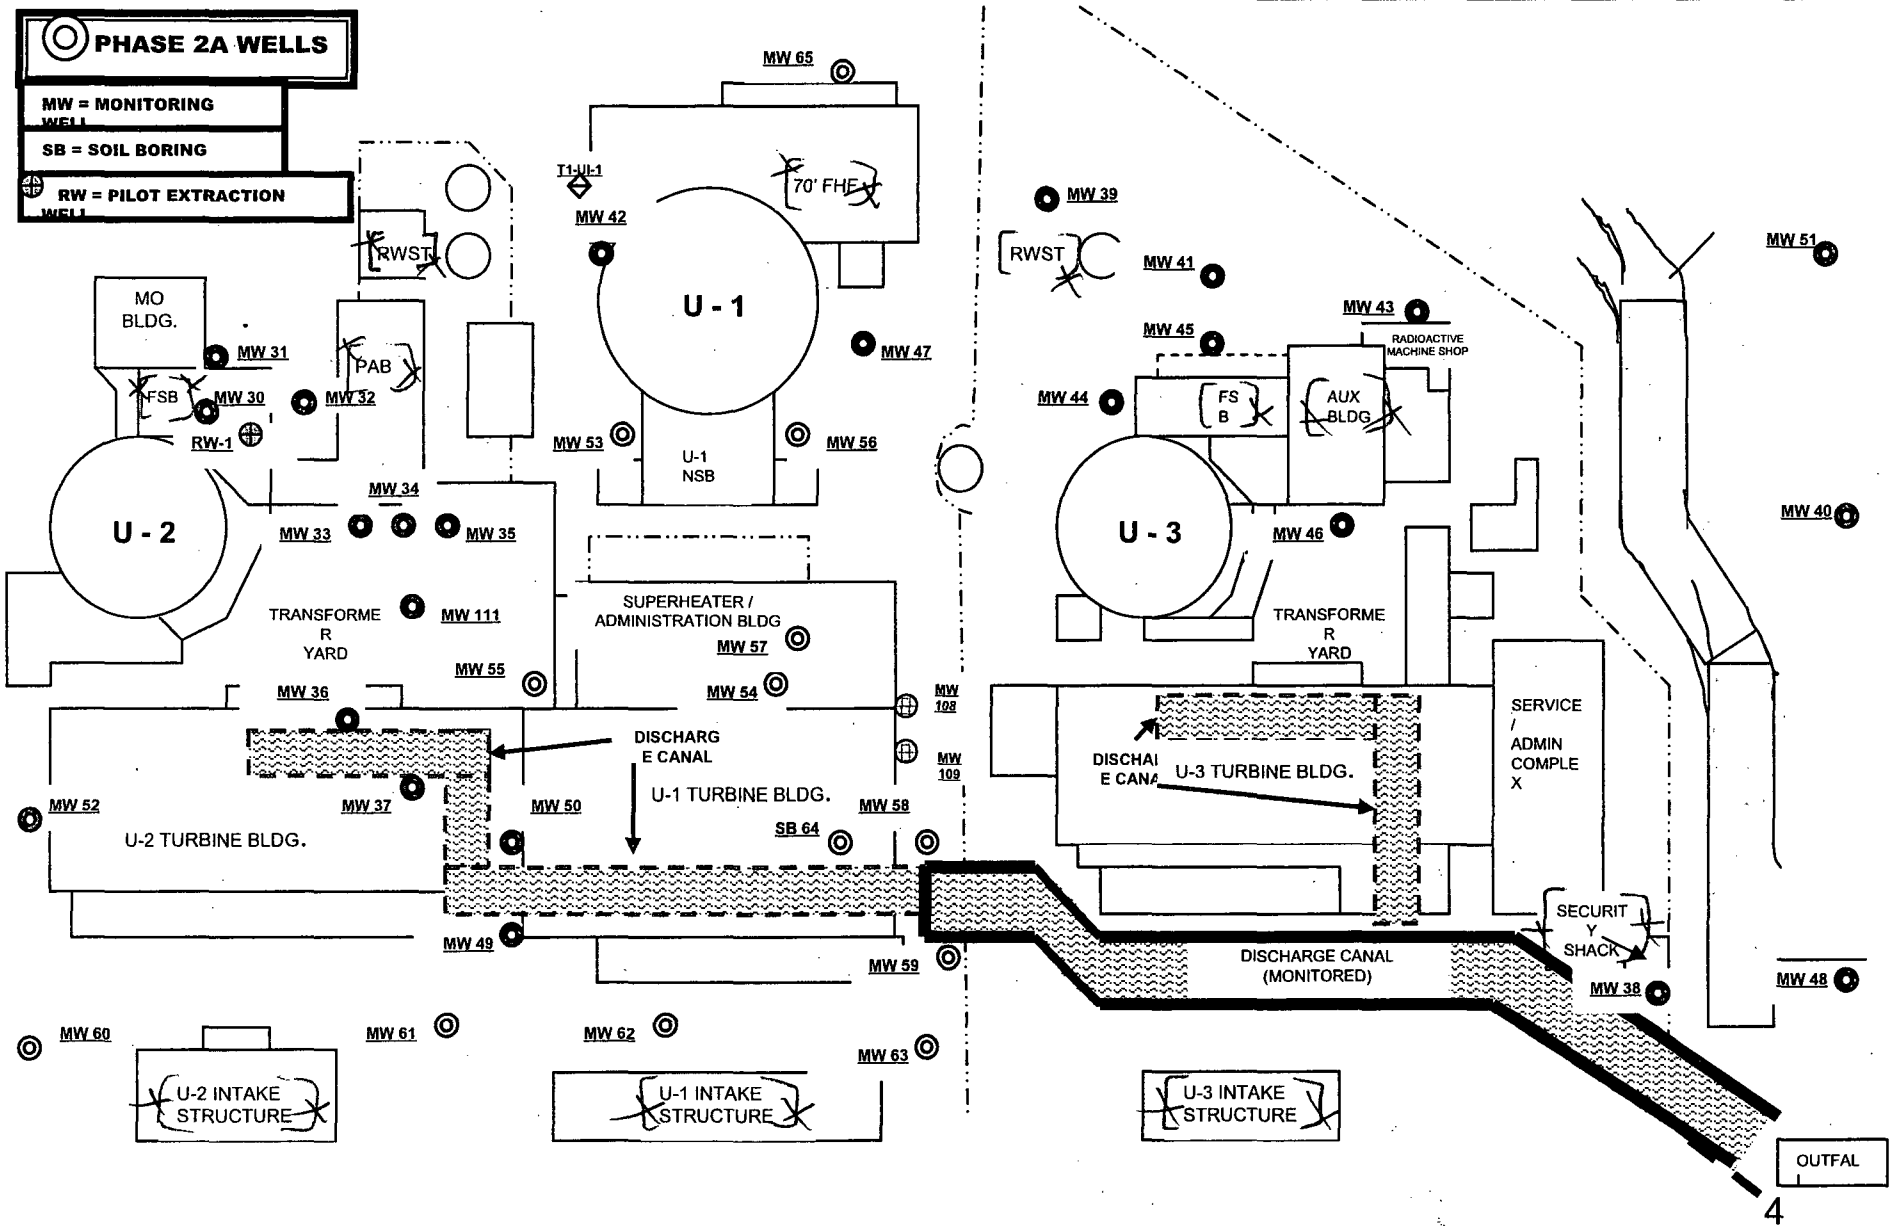 PHASE 2A WELLS
MW = MONITORING
WELL
SB = SOIL BORING
RW = PILOT EXTRACTION
WELL
MW 65
T1-UI-1
70' FHF
MW 42
MW 39
RWST
RWST
MW 41
MW 51
MO
BLDG.
U - 1
MW 43
MW 45
RADIOACTIVE
MACHINE SHOP
MW 31
MW 47
PAB
FSB
MW 30
MW 32
MW 44
FS
B
AUX
BLDG
RW-1
MW 53
MW 56
U-1
NSB
MW 34
MW 40
U - 2
MW 33
MW 35
U - 3
MW 46
TRANSFORME
R
YARD
MW 111
SUPERHEATER /
ADMINISTRATION BLDG
TRANSFORME
R
YARD
MW 57
MW 55
MW 54
MW 36
MW
108
SERVICE
/
ADMIN
COMPLE
X
DISCHARG
E CANAL
MW
109
DISCHAI
E CANA
U-3 TURBINE BLDG.
MW 52
MW 37
MW 50
U-1 TURBINE BLDG.
MW 58
SB 64
U-2 TURBINE BLDG.
SECURIT
Y
SHACK
MW 49
MW 59
DISCHARGE CANAL
(MONITORED)
MW 38
MW 48
MW 60
MW 61
MW 62
MW 63
U-2 INTAKE
STRUCTURE
U-1 INTAKE
STRUCTURE
U-3 INTAKE
STRUCTURE
OUTFAL
4